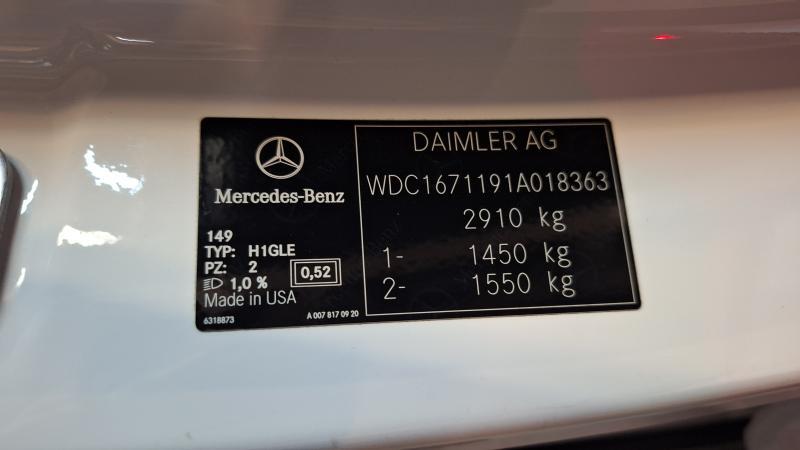 Mercedes-Benz
149
TYP: H1GLE
PZ: 2
1,0 %
0,52
Made in USA
6318873
A 007 817 09 20
DAIMLER AG
WDC1671191A018363
2910 kg
1- 1450 kg
2- 1550 kg